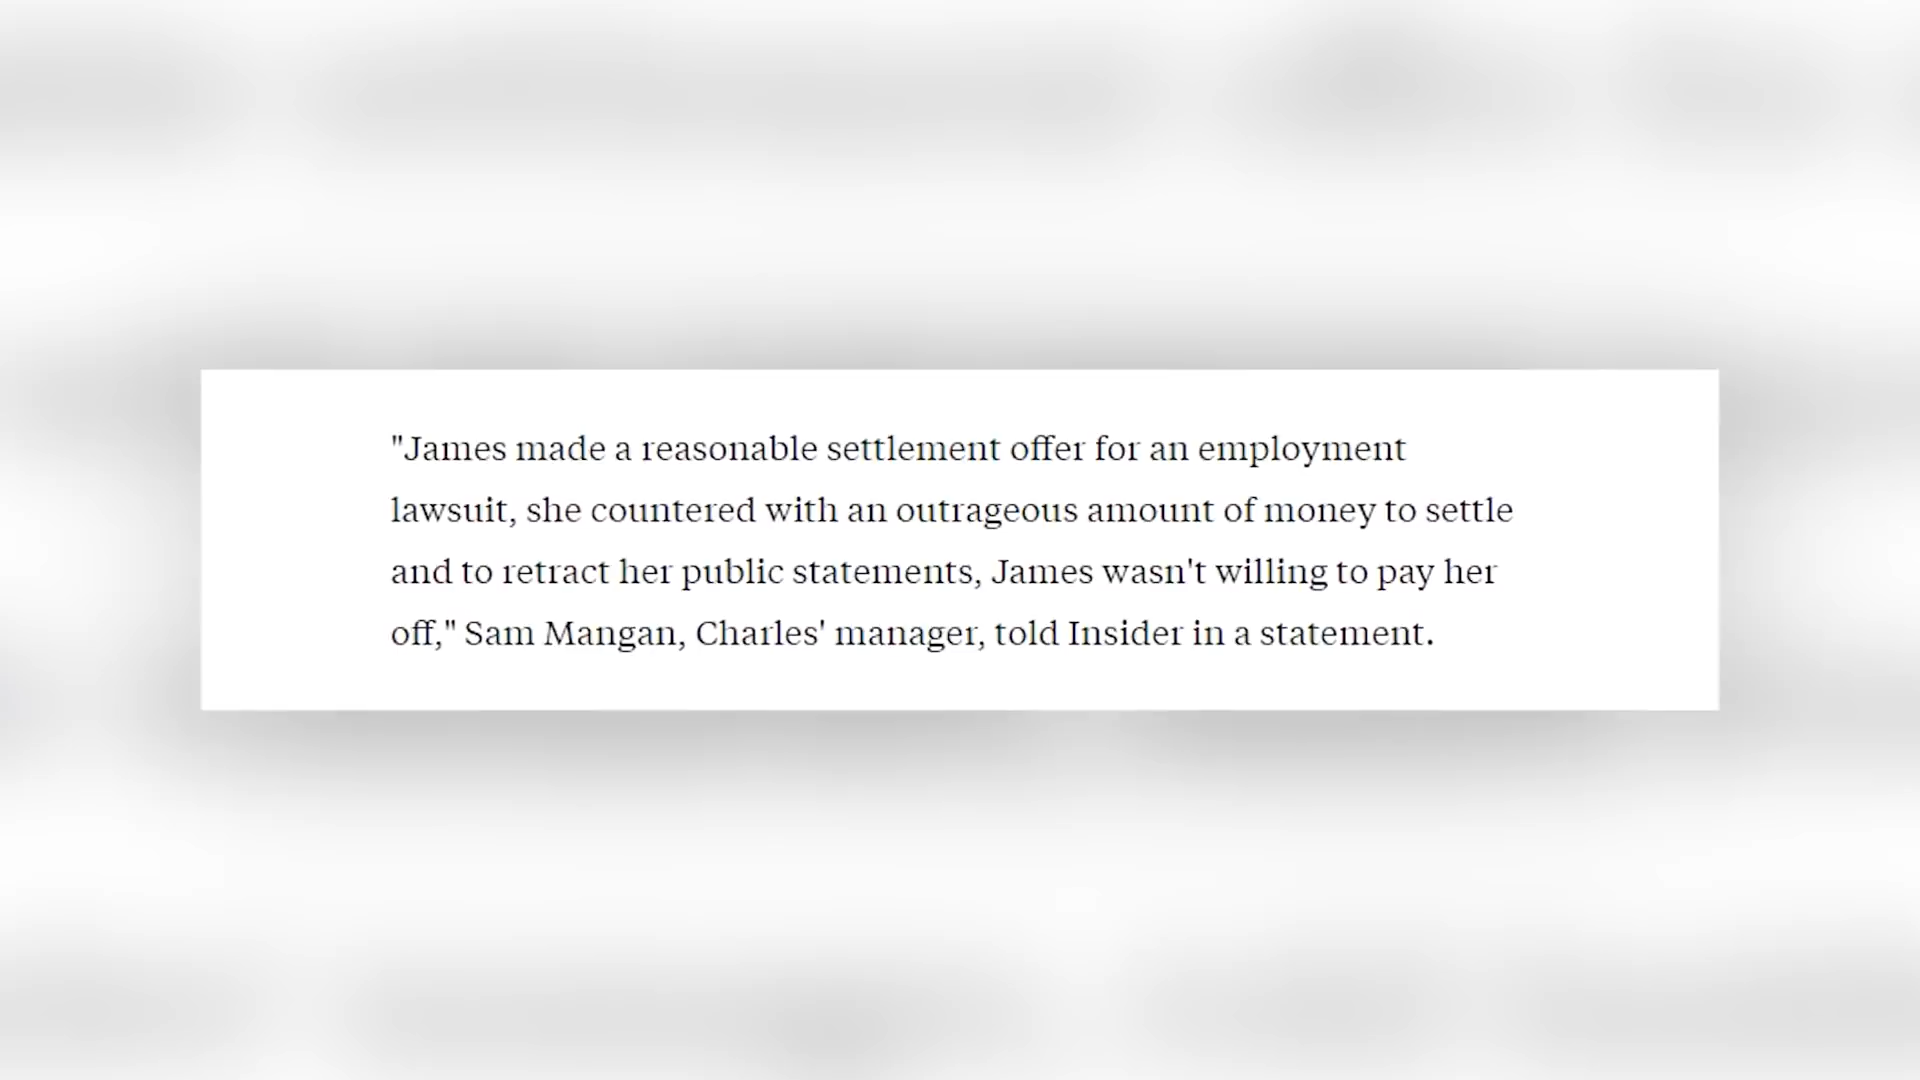 "James made a reasonable settlement offer for an employment
lawsuit, she countered with an outrageous amount of money to settle
and to retract her public statements, James wasn't willing to pay her
off," Sam Mangan, Charles' manager, told Insider in a statement.